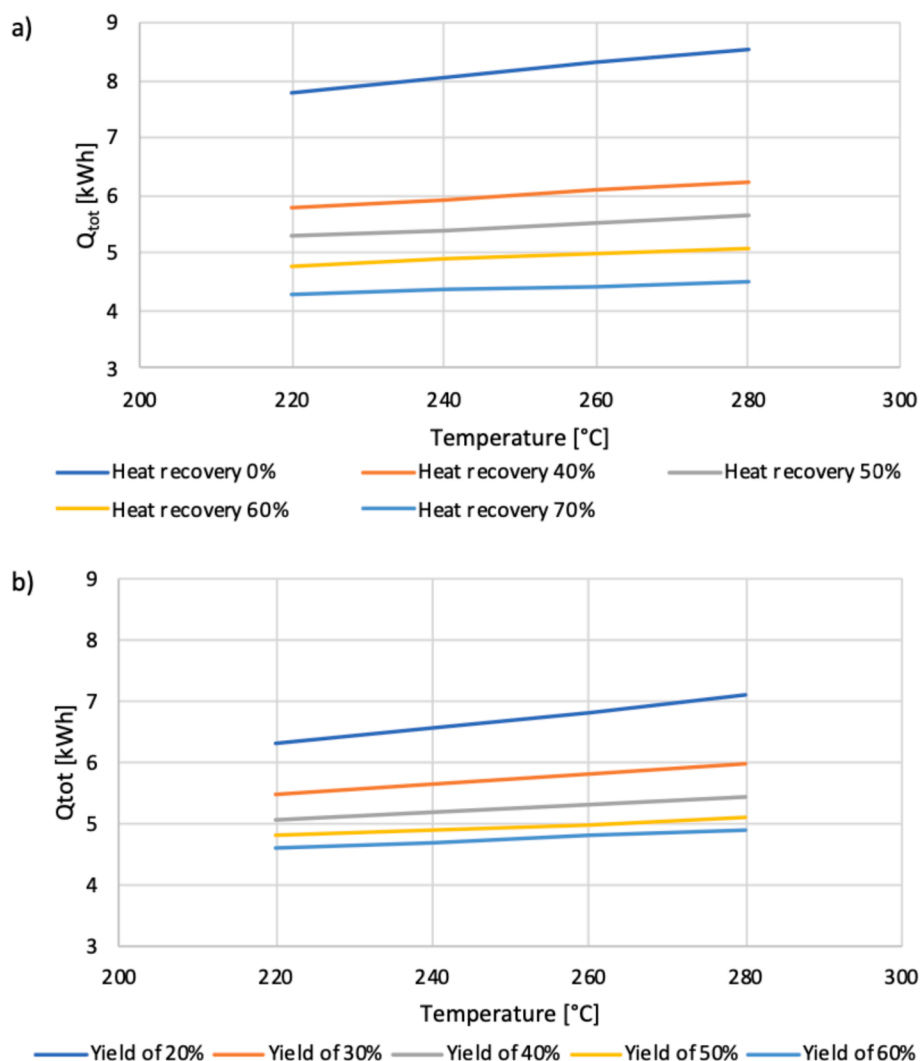 a)
9
8
7
6
5
4
3
Qtot [kWh]
200 220 240 260 280 300
Temperature [°C]
Heat recovery 0% Heat recovery 40% Heat recovery 50%
Heat recovery 60% Heat recovery 70%
b)
9
8
7
6
5
4
3
Qtot [kWh]
200 220 240 260 280 300
Temperature [°C]
Yield of 20% Yield of 30% Yield of 40% Yield of 50% Yield of 60%